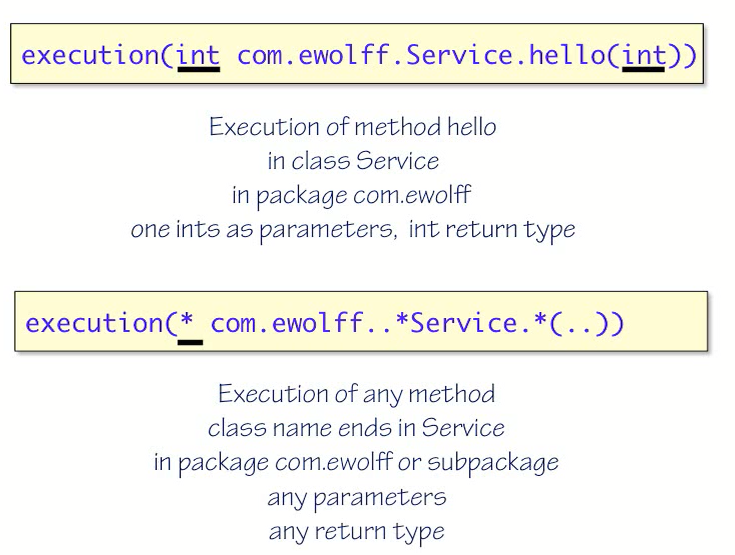 execution(int com.ewolff.Service.hello(int))
Execution of method hello
in class Service
in package com.ewolff
one ints as parameters, int return type
execution(* com.ewolff..*Service.*(..))
Execution of any method
class name ends in Service
in package com.ewolff or subpackage
any parameters
any return type